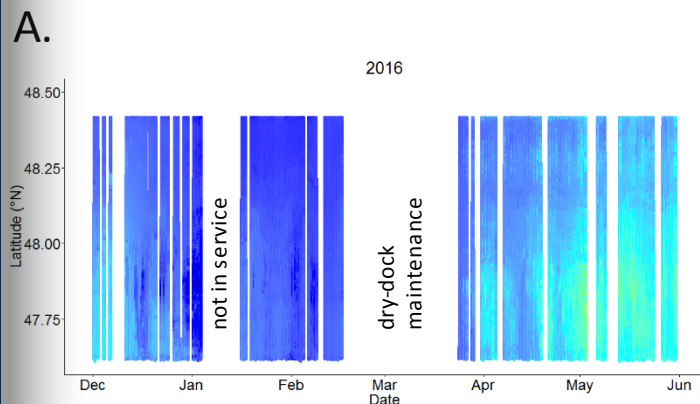 A.
2016
48.50
48.25
48.00
47.75
Latitude (°N)
not in service
dry-dock
maintenance
Dec Jan Feb Mar Apr May Jun
Date